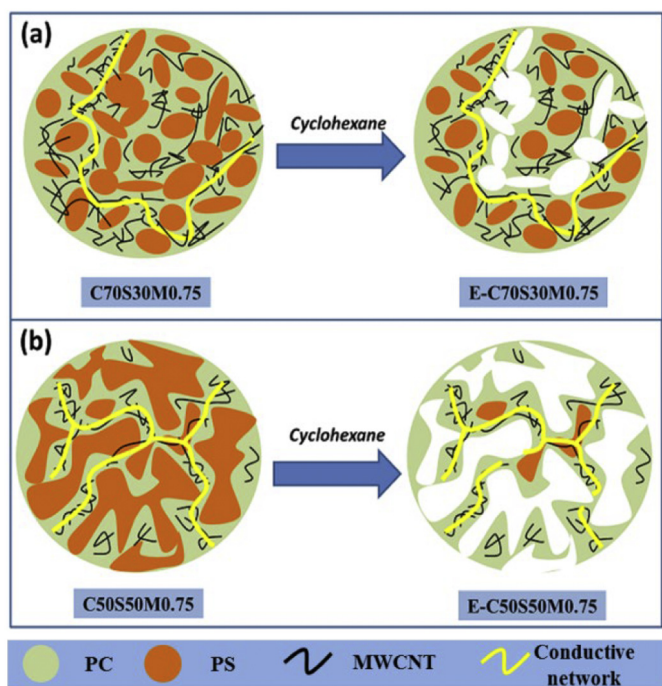 (a)
Cyclohexane
C70S30M0.75
E-C70S30M0.75
(b)
Cyclohexane
C50S50M0.75
E-C50S50M0.75
PC
PS
MWCNT
Conductive
network